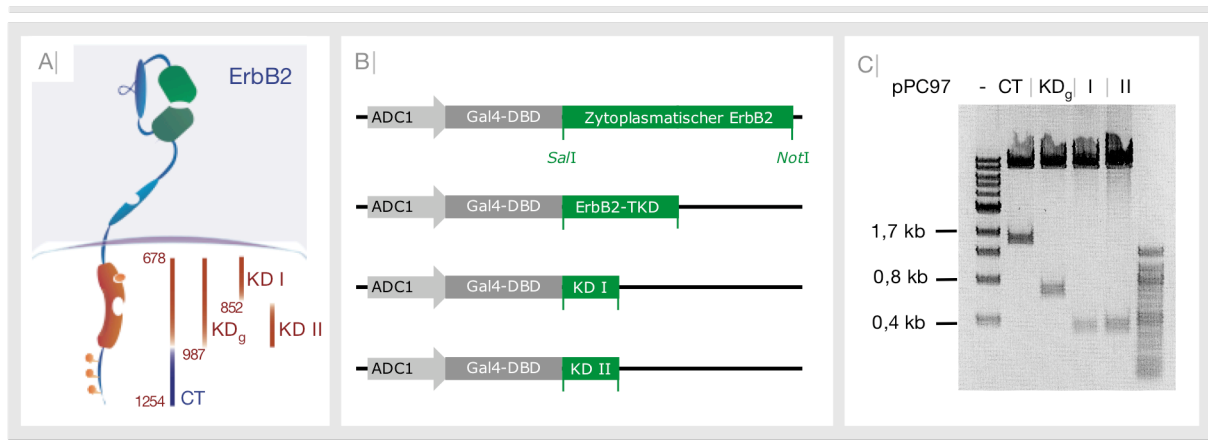 A|
ErbB2
678
KD I
852
KDg
KD II
987
1254
CT
B|
ADC1 Gal4-DBD Zytoplasmatischer ErbB2
SalI NotI
ADC1 Gal4-DBD ErbB2-TKD
ADC1 Gal4-DBD KD I
ADC1 Gal4-DBD KD II
C|
pPC97 - CT | KDg | I | II
1,7 kb
0,8 kb
0,4 kb